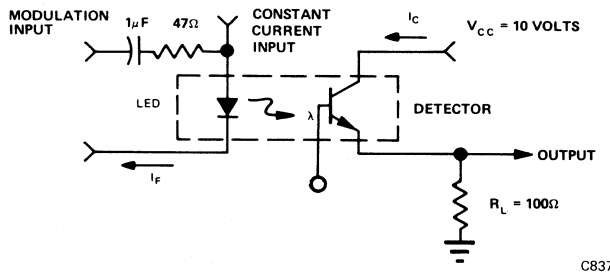 MODULATION
INPUT
1μF
47Ω
CONSTANT
CURRENT
INPUT
I_C
V_CC = 10 VOLTS
LED
λ
DETECTOR
I_F
OUTPUT
R_L = 100Ω
C837